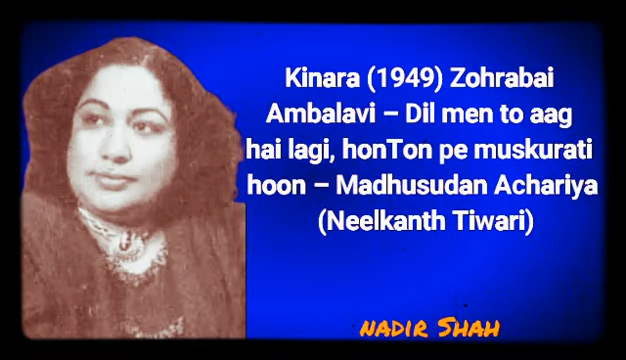 Kinara (1949) Zohrabai
Ambalavi – Dil men to aag
hai lagi, honTon pe muskurati
hoon – Madhusudan Achariya
(Neelkanth Tiwari)
NADIR SHAH